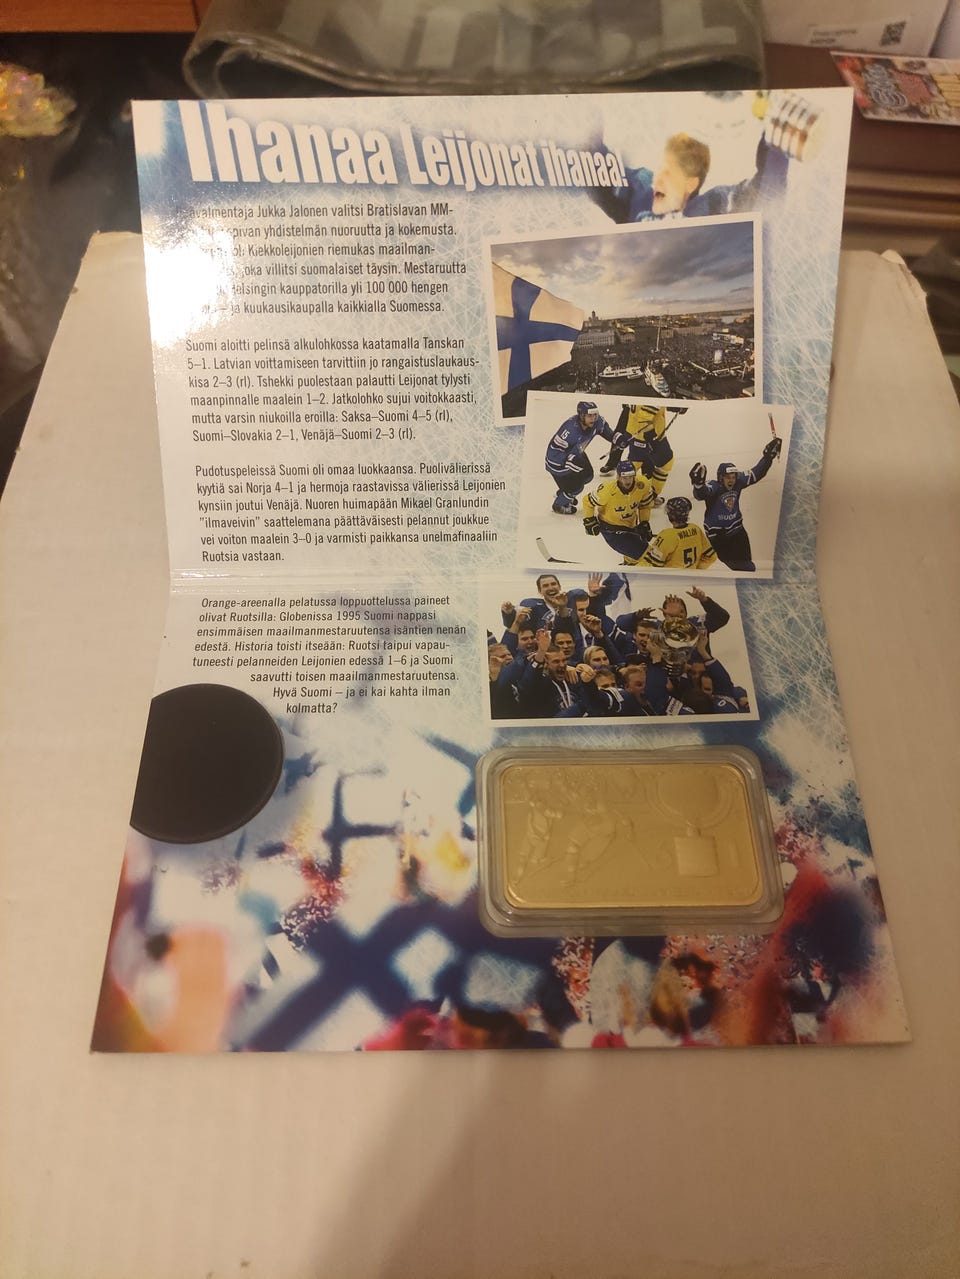 Ihanaa Leijonat ihanaa!
Jukka Jalonen valitsi Bratislavan MM-
yhdistelmän nuoruutta ja kokemusta.
Kiekkoleijonien riemukas maailman-
joka villitsi suomalaiset täysin. Mestaruutta
Helsingin kauppatorilla yli 100 000 hengen
ja kuukausikaupalla kaikkialla Suomessa.
Suomi aloitti pelinsä alkulohkossa kaatamalla Tanskan
5–1. Latvian voittamiseen tarvittiin jo rangaistuslaukaus-
kisa 2–3 (rl). Tshekki puolestaan palautti Leijonat tylysti
maanpinnalle maalein 1–2. Jatkolohko sujui voitokkaasti,
mutta varsin niukoilla eroilla: Saksa–Suomi 4–5 (rl),
Suomi–Slovakia 2–1, Venäjä–Suomi 2–3 (rl).
Pudotuspeleissä Suomi oli omaa luokkaansa. Puolivälierissä
kyytiä sai Norja 4–1 ja hermoja raastavissa välierissä Leijonien
kynsiin joutui Venäjä. Nuoren huimapään Mikael Granlundin
"ilmaveivin" saattelemana päättäväisesti pelannut joukkue
vei voiton maalein 3–0 ja varmisti paikkansa unelmafinaaliin
Ruotsia vastaan.
Orange-areenalla pelatussa loppuottelussa paineet
olivat Ruotsilla: Globenissa 1995 Suomi nappasi
ensimmäisen maailmanmestaruutensa isäntien nenän
edestä. Historia toisti itseään: Ruotsi taipui vapau-
tuneesti pelanneiden Leijonien edessä 1–6 ja Suomi
saavutti toisen maailmanmestaruutensa.
Hyvä Suomi – ja ei kai kahta ilman
kolmatta?
15
SUOMI
WALLIN
51